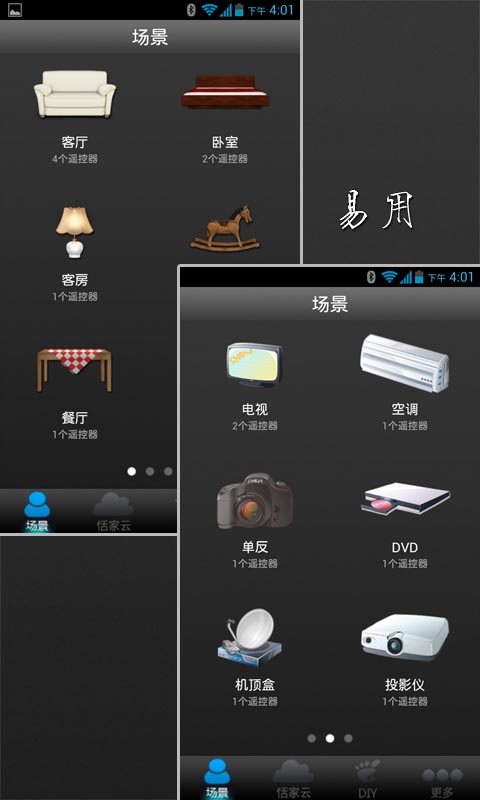 下午 4:01
场景
客厅
4个遥控器
卧室
2个遥控器
客房
1个遥控器
餐厅
1个遥控器
场景
恬家云
易用
下午 4:01
场景
电视
2个遥控器
空调
1个遥控器
单反
1个遥控器
DVD
1个遥控器
机顶盒
1个遥控器
投影仪
1个遥控器
场景
恬家云
DIY
更多